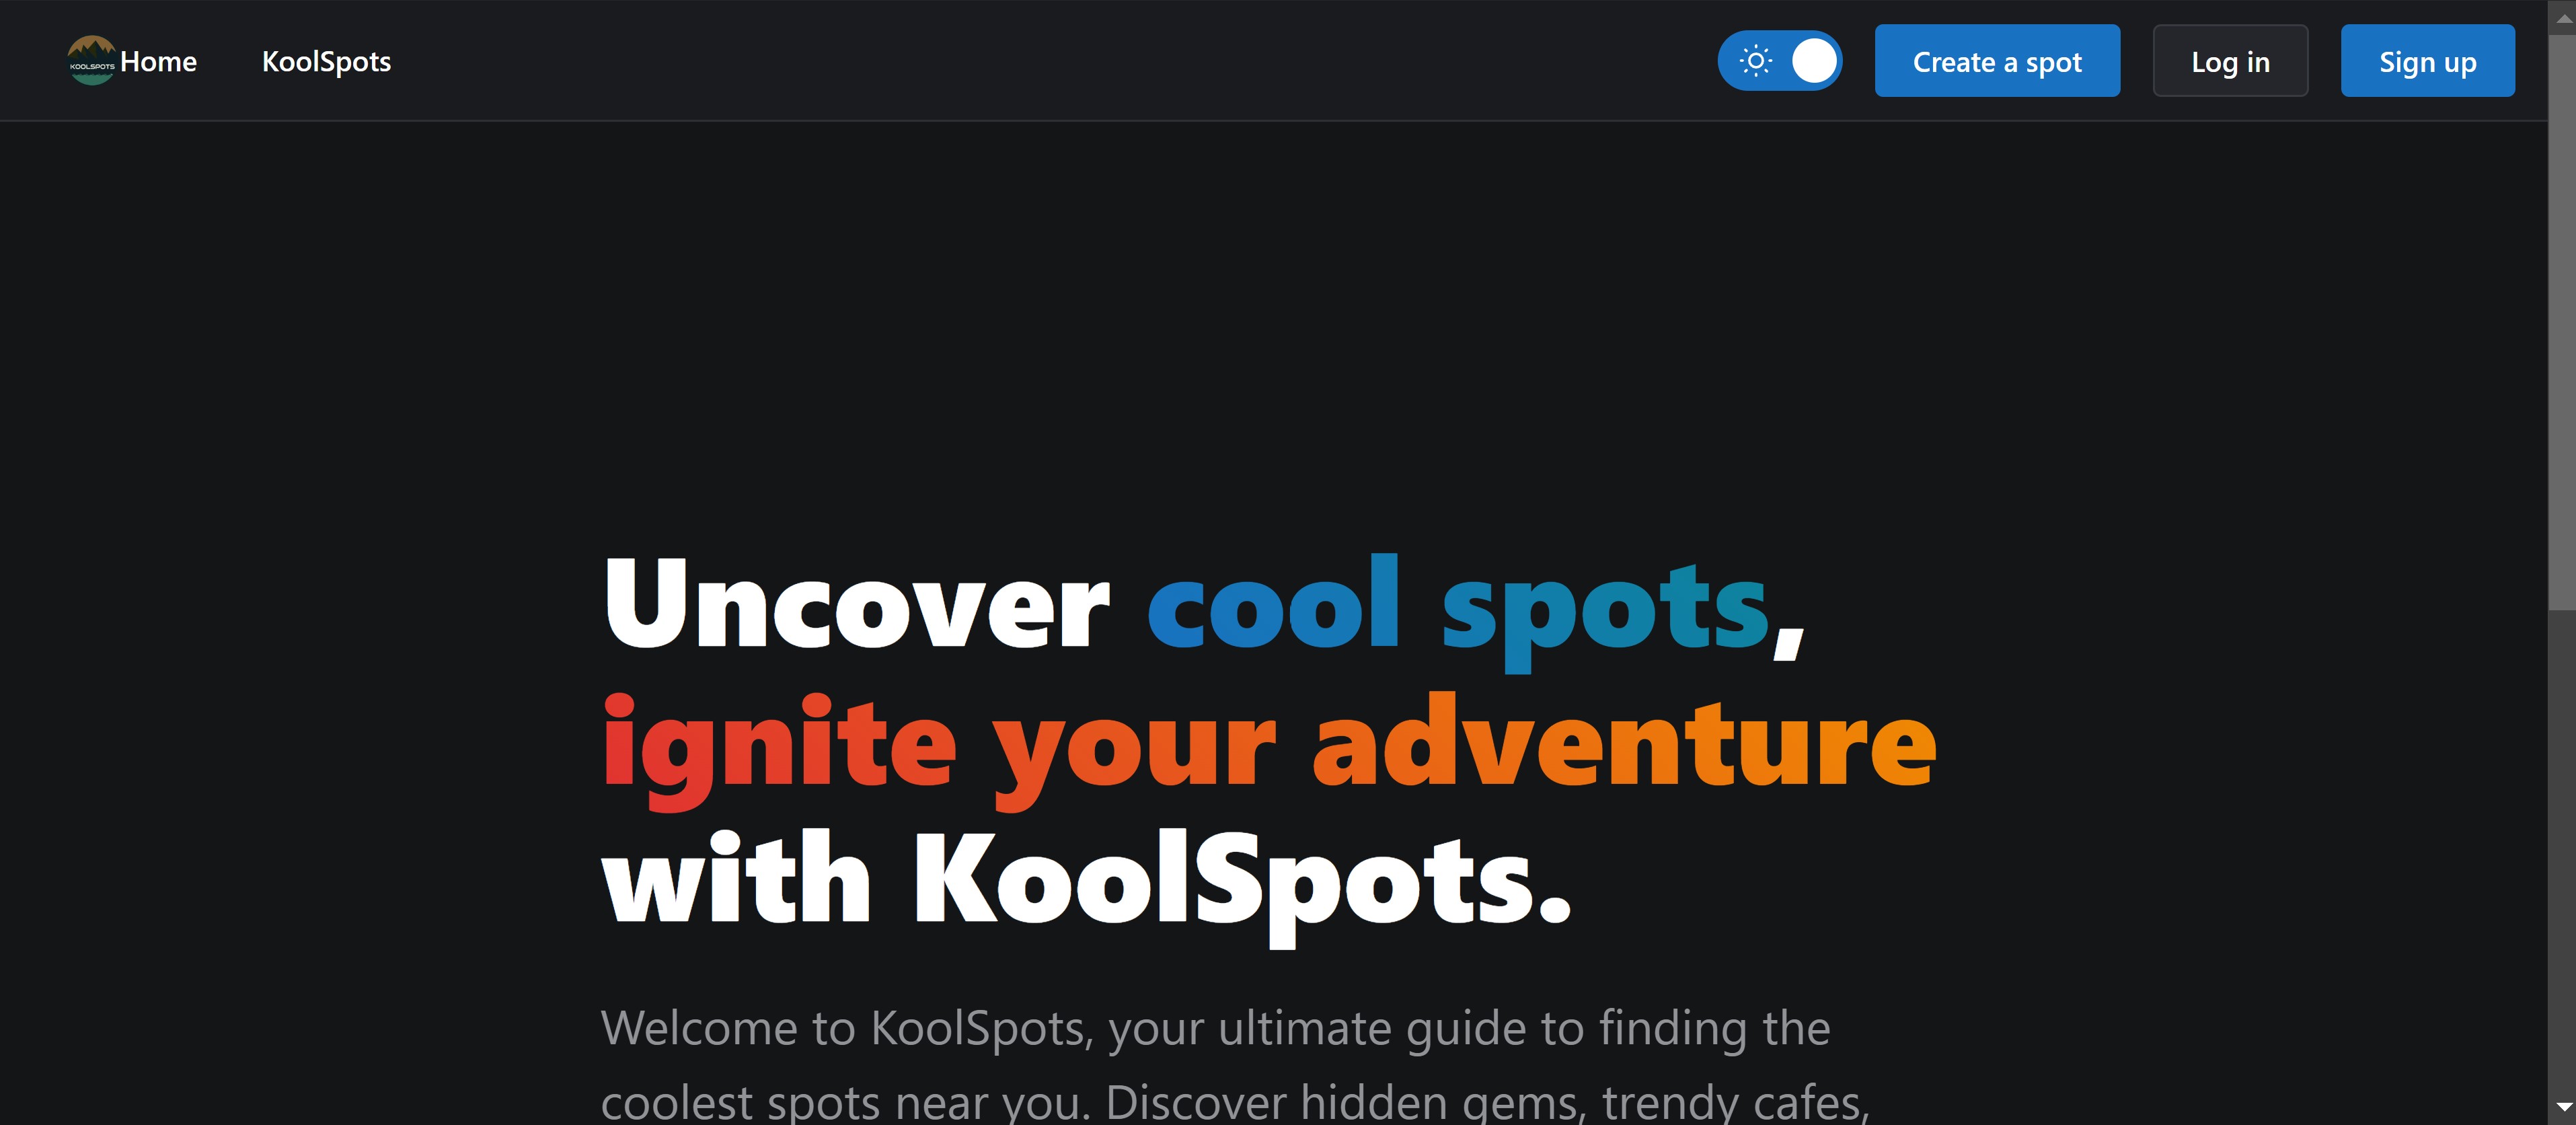 KOOLSPOTS
Home
KoolSpots
Create a spot
Log in
Sign up
Uncover cool spots,
ignite your adventure
with KoolSpots.
Welcome to KoolSpots, your ultimate guide to finding the
coolest spots near you. Discover hidden gems, trendy cafes,